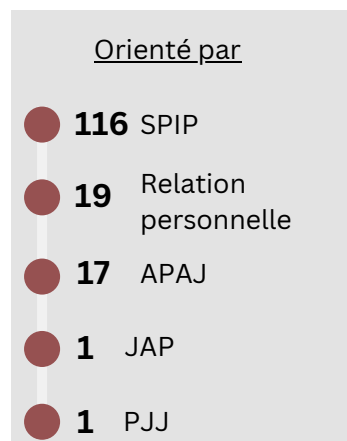 Orienté par
116 SPIP
19 Relation
personnelle
17 APAJ
1 JAP
1 PJJ